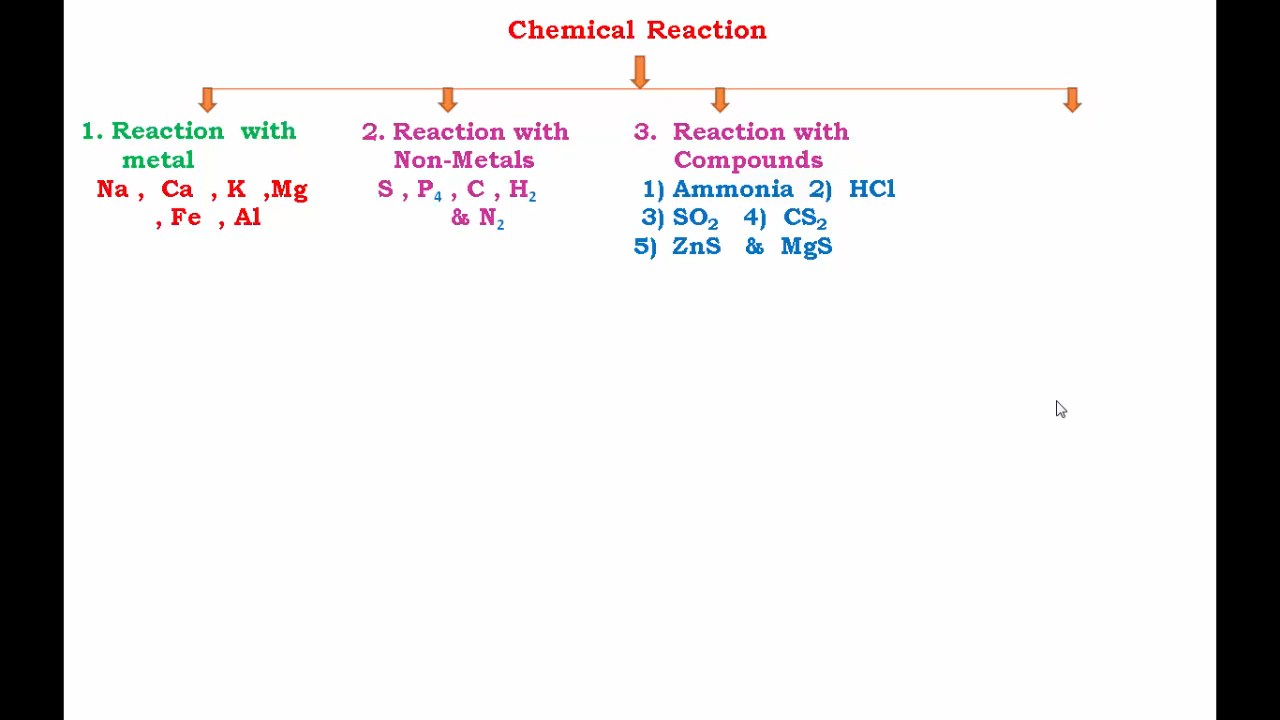 Chemical Reaction
1. Reaction with
metal
Na , Ca , K ,Mg
, Fe , Al
2. Reaction with
Non-Metals
S , P₄ , C , H₂
& N₂
3. Reaction with
Compounds
1) Ammonia 2) HCl
3) SO₂ 4) CS₂
5) ZnS & MgS